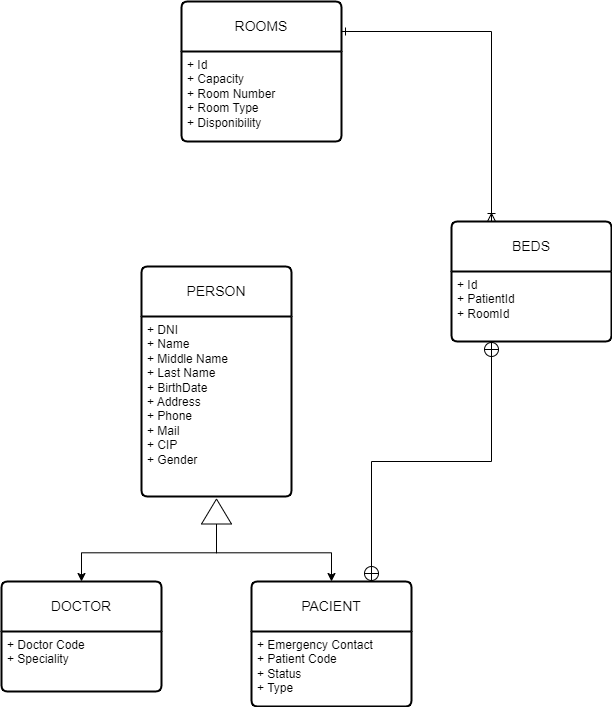 ROOMS
+ Id
+ Capacity
+ Room Number
+ Room Type
+ Disponibility
BEDS
+ Id
+ PatientId
+ RoomId
PERSON
+ DNI
+ Name
+ Middle Name
+ Last Name
+ BirthDate
+ Address
+ Phone
+ Mail
+ CIP
+ Gender
DOCTOR
+ Doctor Code
+ Speciality
PACIENT
+ Emergency Contact
+ Patient Code
+ Status
+ Type